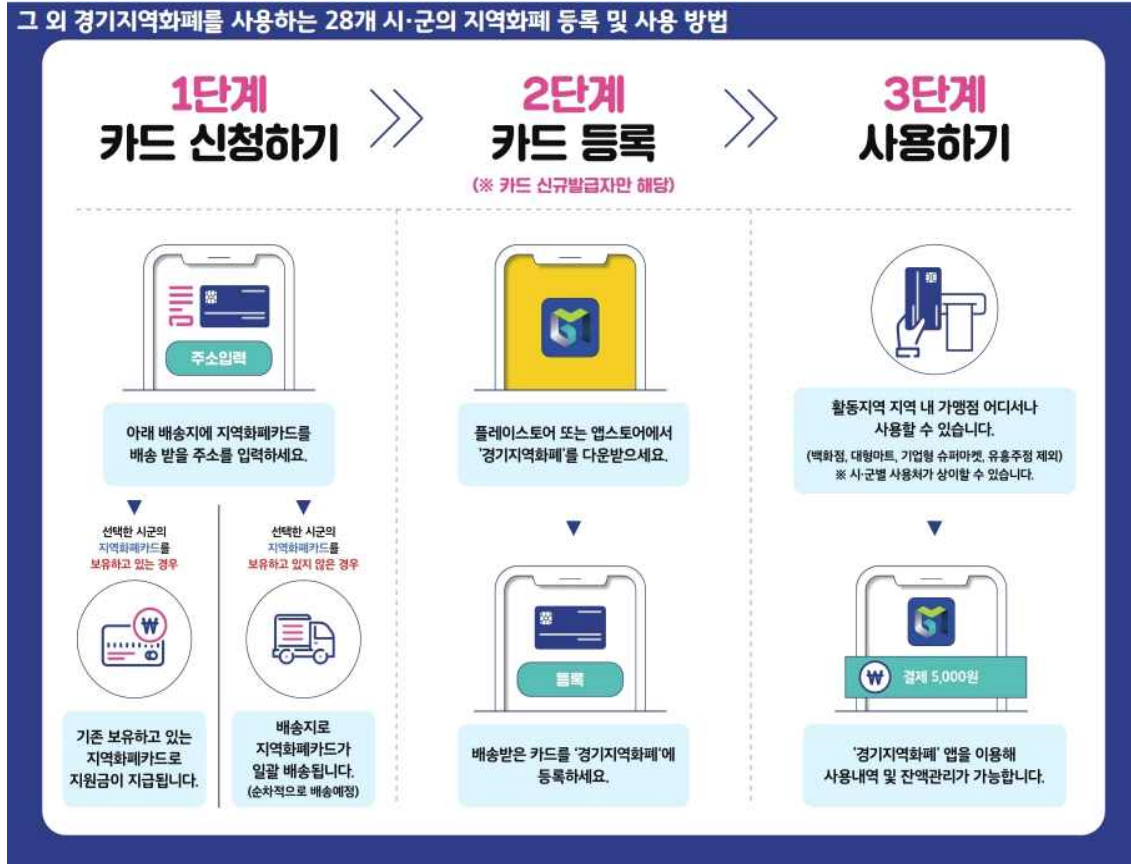 그 외 경기지역화폐를 사용하는 28개 시·군의 지역화폐 등록 및 사용 방법
1단계
카드 신청하기
2단계
카드 등록
(※ 카드 신규발급자만 해당)
3단계
사용하기
주소입력
아래 배송지에 지역화폐카드를
배송 받을 주소를 입력하세요.
선택한 시군의
지역화폐카드를
보유하고 있는 경우
₩
기존 보유하고 있는
지역화폐카드로
지원금이 지급됩니다.
선택한 시군의
지역화폐카드를
보유하고 있지 않은 경우
배송지로
지역화폐카드가
일괄 배송됩니다.
(순차적으로 배송예정)
플레이스토어 또는 앱스토어에서
'경기지역화폐'를 다운받으세요.
등록
배송받은 카드를 '경기지역화폐'에
등록하세요.
활동지역 지역 내 가맹점 어디서나
사용할 수 있습니다.
(백화점, 대형마트, 기업형 슈퍼마켓, 유흥주점 제외)
※ 시·군별 사용처가 상이할 수 있습니다.
₩ 결제 5,000원
'경기지역화폐' 앱을 이용해
사용내역 및 잔액관리가 가능합니다.